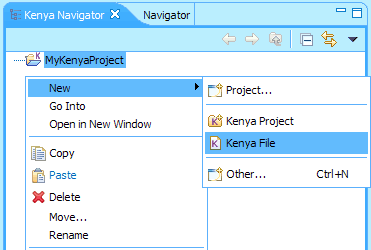 Kenya Navigator
Navigator
MyKenyaProject
New
Go Into
Open in New Window
Copy
Paste
Delete
Move...
Rename
Project...
Kenya Project
Kenya File
Other... Ctrl+N